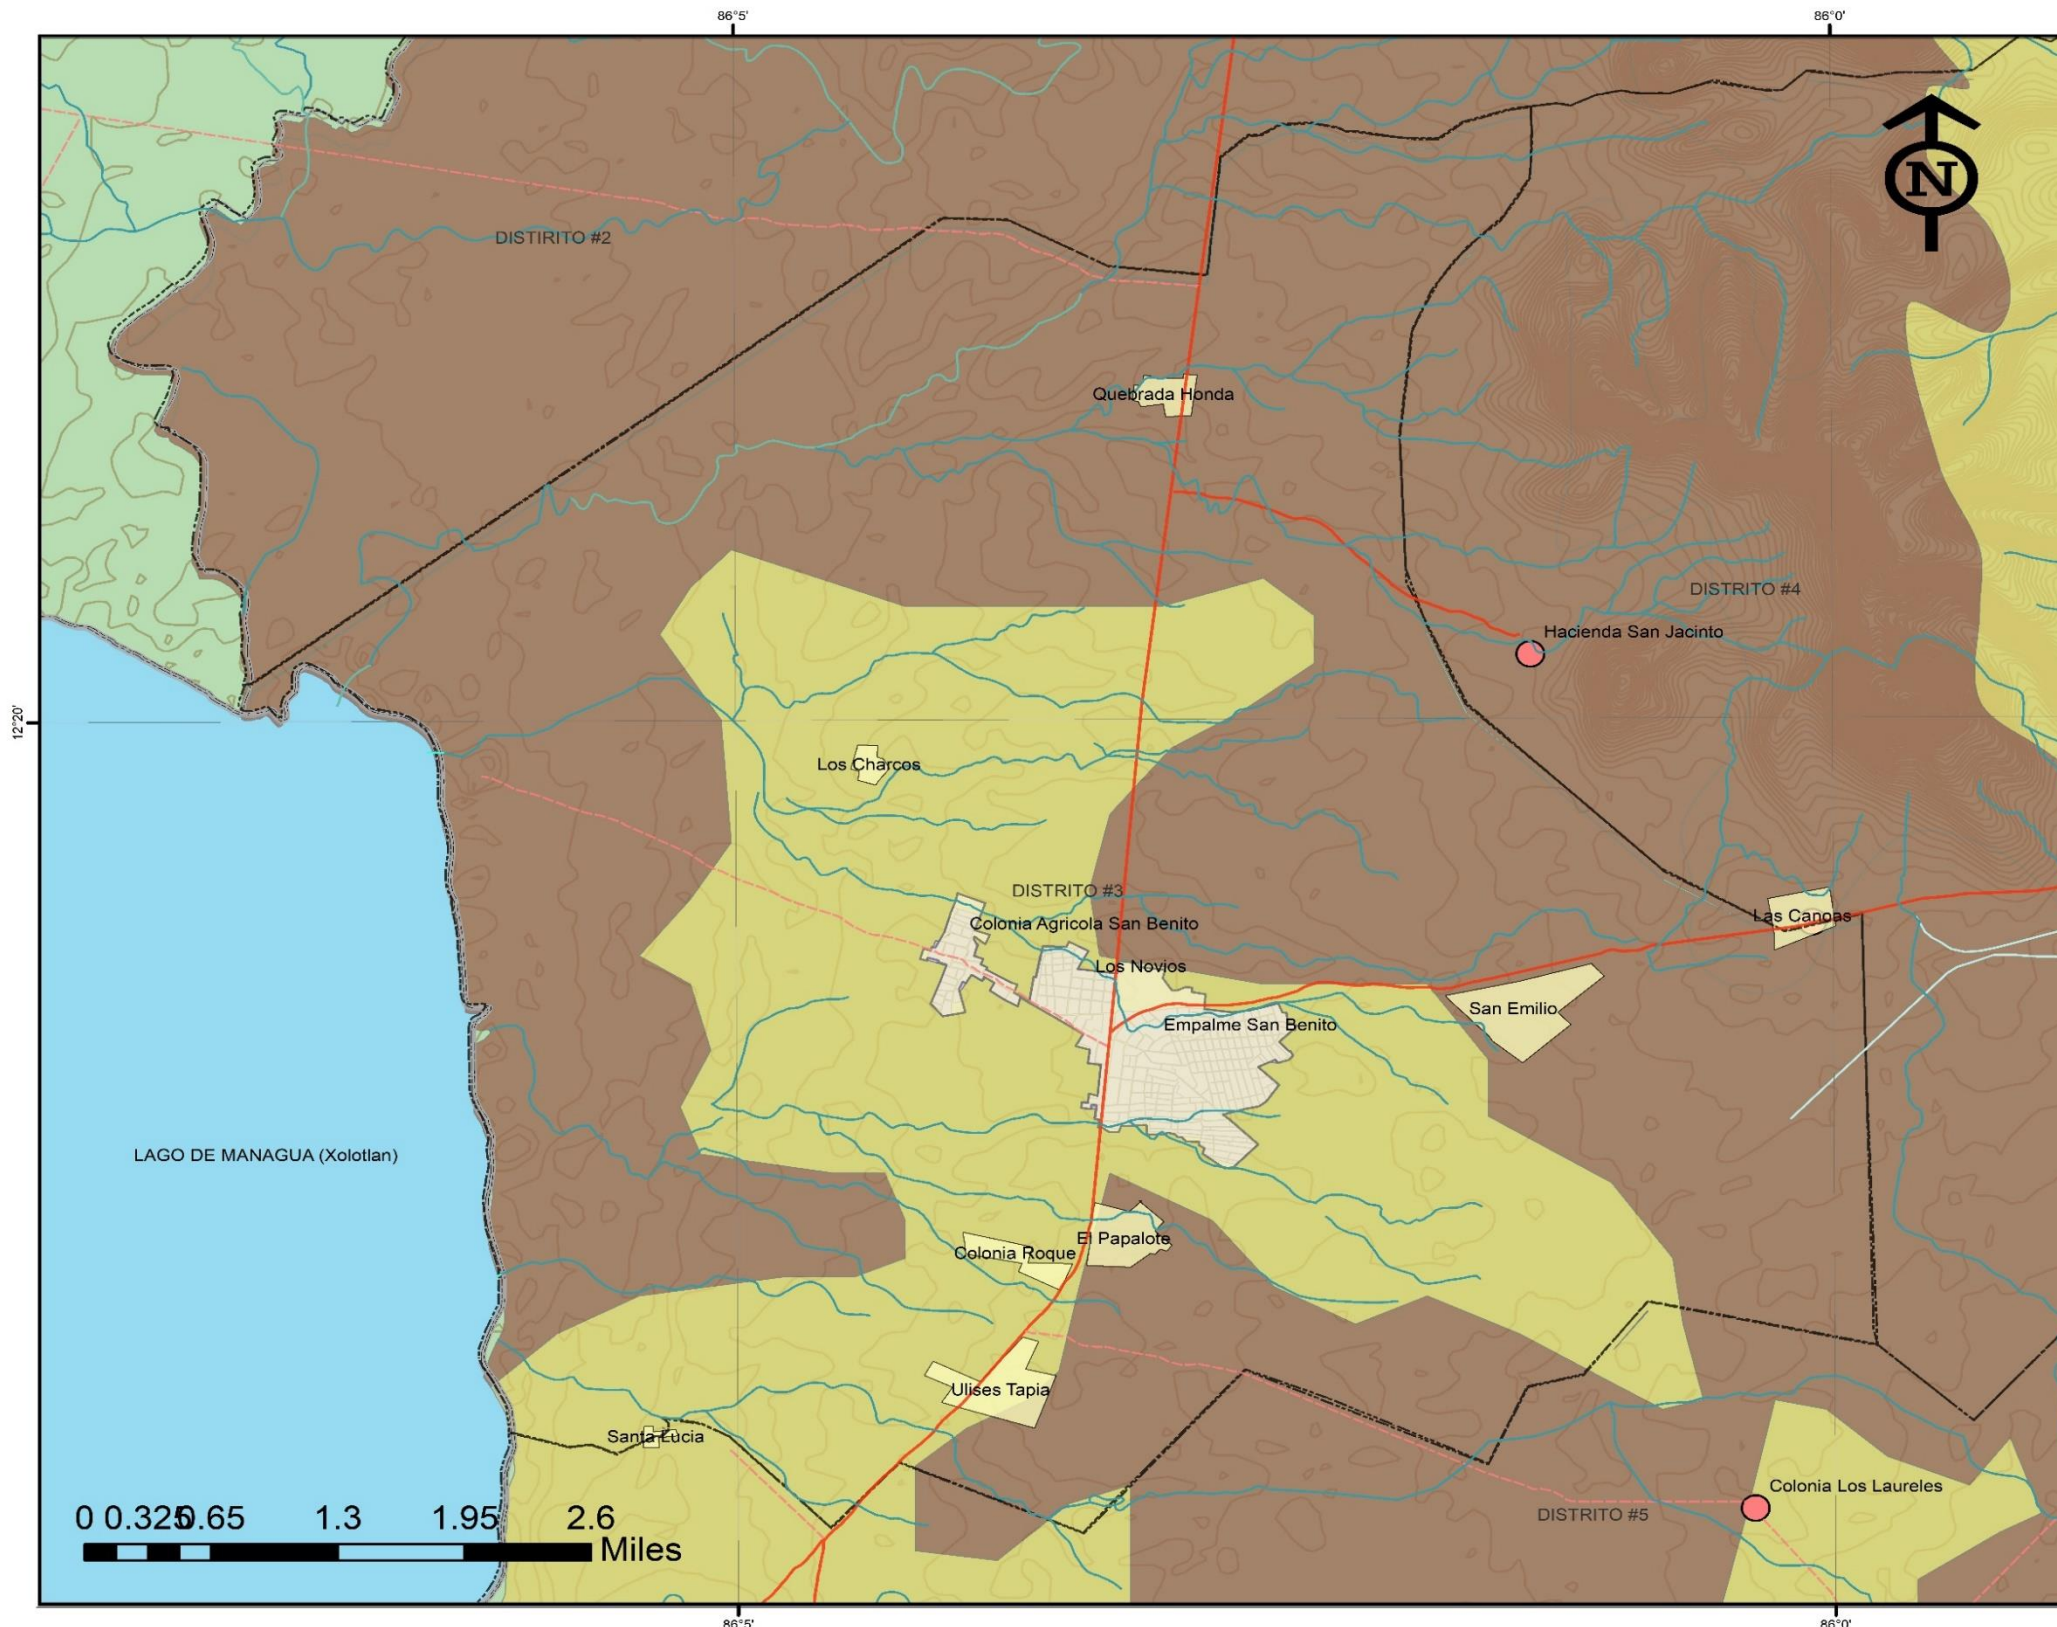 86°5'
86°0'
N
DISTIRITO #2
Quebrada Honda
DISTRITO #4
Hacienda San Jacinto
12°20'
Los Charcos
DISTRITO #3
Colonia Agricola San Benito
Las Canoas
Los Novios
San Emilio
Empalme San Benito
LAGO DE MANAGUA (Xolotlan)
El Papalote
Colonia Roque
Ulises Tapia
Santa Lucia
Colonia Los Laureles
DISTRITO #5
0 0.325 0.65 1.3 1.95 2.6
Miles
86°5'
86°0'